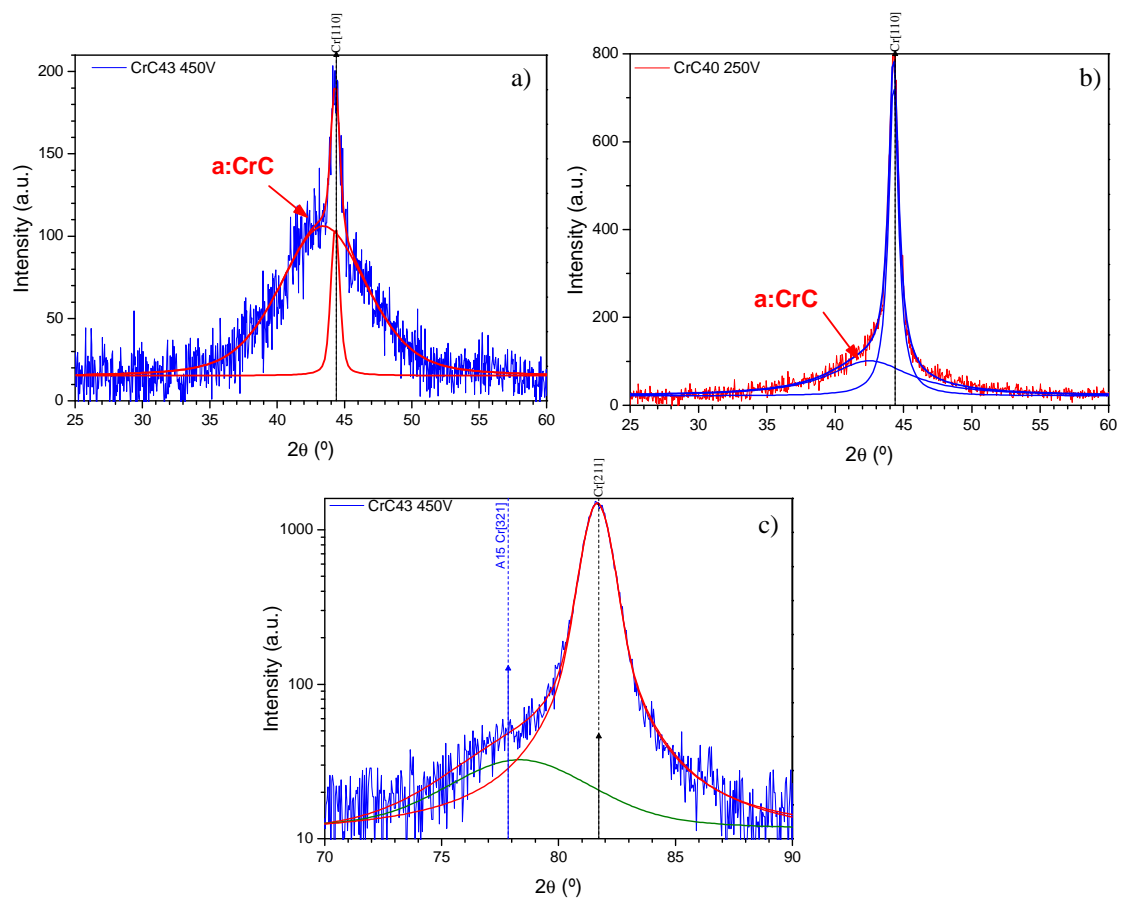 Cr[110]
CrC43 450V
a)
a:CrC
Intensity (a.u.)
200
150
100
50
0
25 30 35 40 45 50 55 60
2θ (º)
Cr[110]
CrC40 250V
b)
a:CrC
Intensity (a.u.)
800
600
400
200
0
25 30 35 40 45 50 55 60
2θ (º)
CrC43 450V
A15 Cr[321]
Cr[211]
c)
Intensity (a.u.)
1000
100
10
70 75 80 85 90
2θ (º)